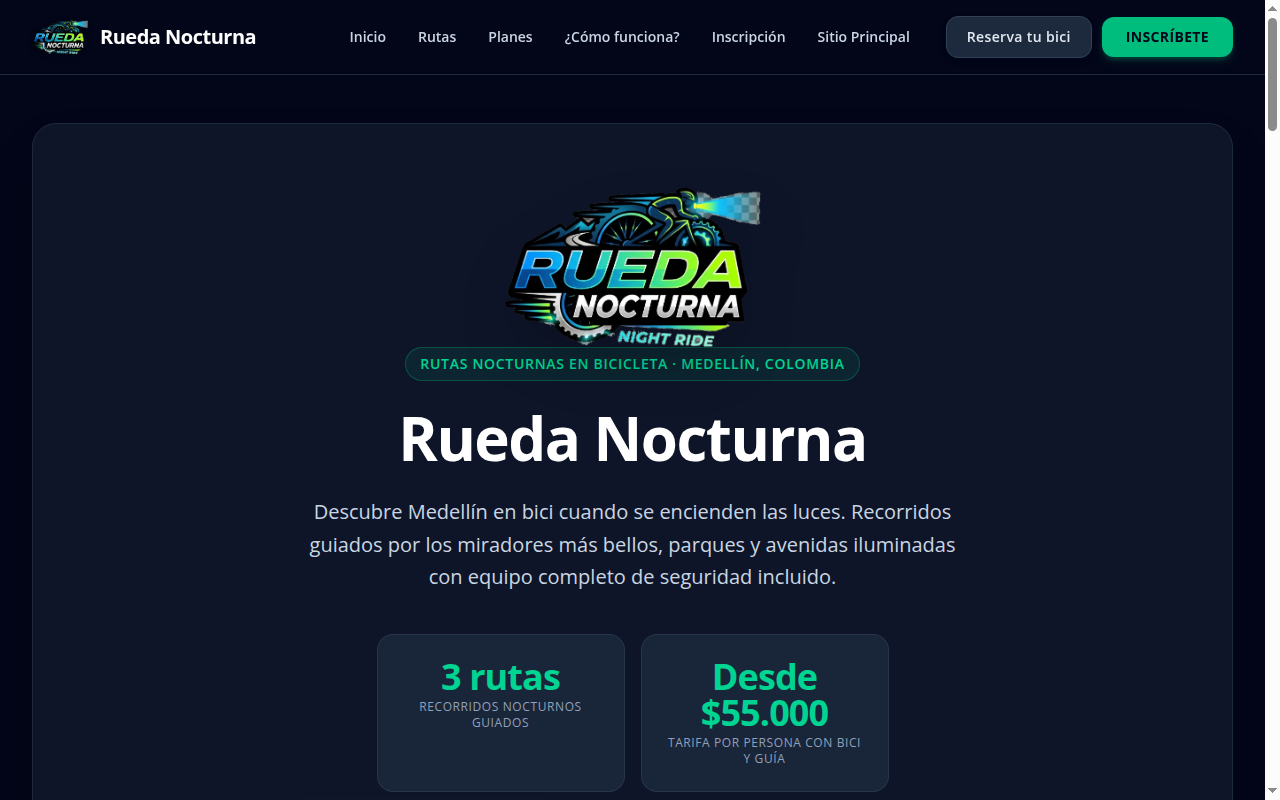 RUEDA
NOCTURNA
NIGHT RIDE
Rueda Nocturna
Inicio
Rutas
Planes
¿Cómo funciona?
Inscripción
Sitio Principal
Reserva tu bici
INSCRÍBETE
RUEDA
NOCTURNA
NIGHT RIDE
RUTAS NOCTURNAS EN BICICLETA · MEDELLÍN, COLOMBIA
Rueda Nocturna
Descubre Medellín en bici cuando se encienden las luces. Recorridos
guiados por los miradores más bellos, parques y avenidas iluminadas
con equipo completo de seguridad incluido.
3 rutas
RECORRIDOS NOCTURNOS
GUIADOS
Desde
$55.000
TARIFA POR PERSONA CON BICI
Y GUÍA